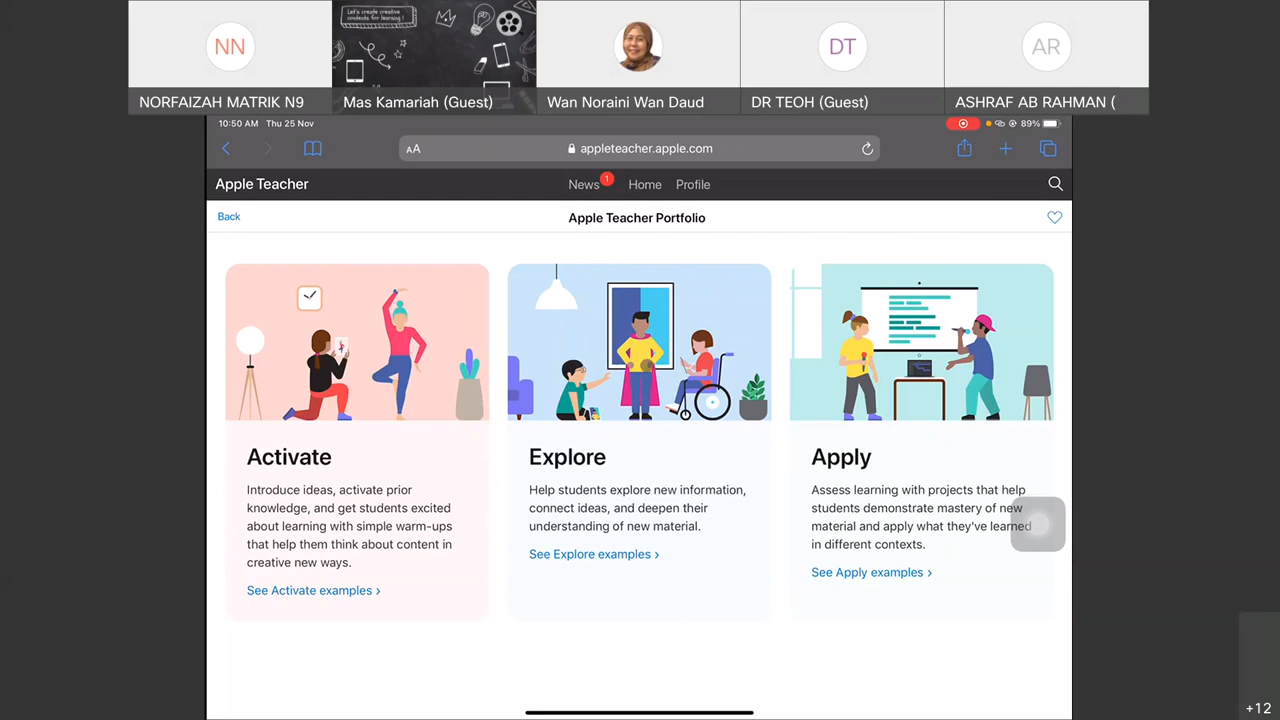 NN
Let's create creative
contexts for learning!
DT
AR
NORFAIZAH MATRIK N9
Mas Kamariah (Guest)
Wan Noraini Wan Daud
DR TEOH (Guest)
ASHRAF AB RAHMAN (
10:50 AM Thu 25 Nov
89%
AA
appleteacher.apple.com
Apple Teacher
News 1
Home
Profile
Back
Apple Teacher Portfolio
Activate
Introduce ideas, activate prior
knowledge, and get students excited
about learning with simple warm-ups
that help them think about content in
creative new ways.
See Activate examples ›
Explore
Help students explore new information,
connect ideas, and deepen their
understanding of new material.
See Explore examples ›
Apply
Assess learning with projects that help
students demonstrate mastery of new
material and apply what they've learned
in different contexts.
See Apply examples ›
+12